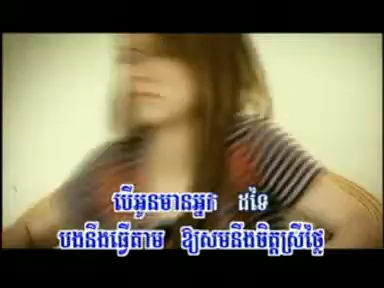 បើអូនមានអ្នក ដទៃ
បងនឹងធ្វើតាម ឱ្យសមនឹងចិត្តស្រីថ្លៃ